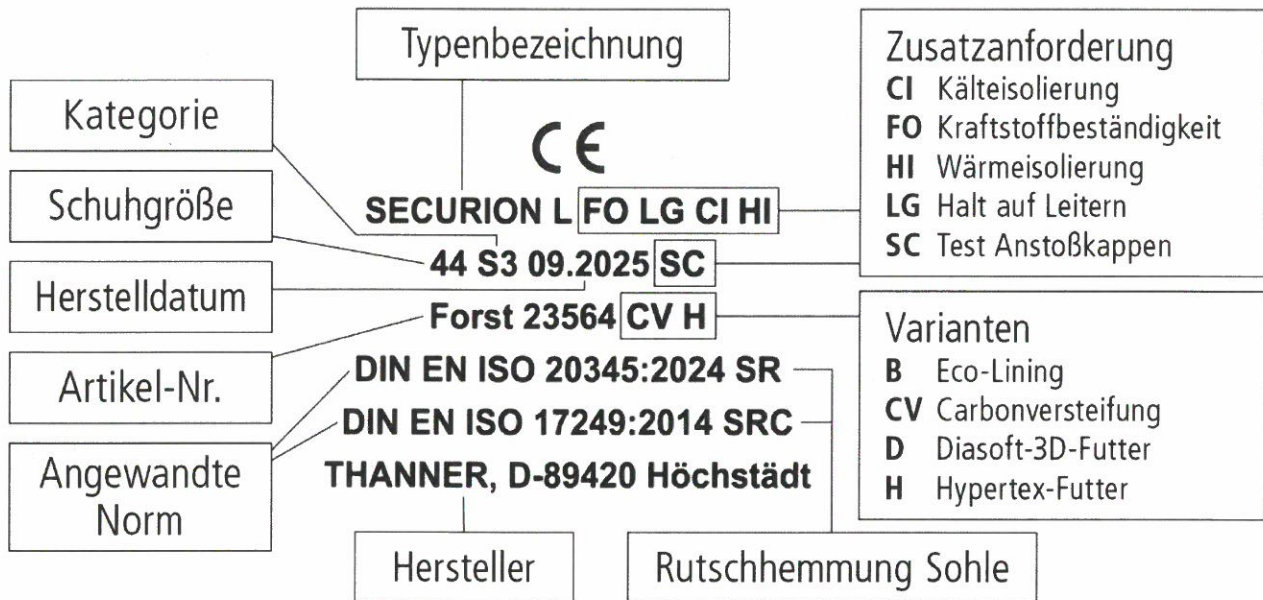 Typenbezeichnung
Kategorie
Schuhgröße
Herstelldatum
Artikel-Nr.
Angewandte
Norm
CE
SECURION L FO LG CI HI
44 S3 09.2025 SC
Forst 23564 CV H
DIN EN ISO 20345:2024 SR
DIN EN ISO 17249:2014 SRC
THANNER, D-89420 Höchstädt
Hersteller
Rutschhemmung Sohle
Zusatzanforderung
CI Kälteisolierung
FO Kraftstoffbeständigkeit
HI Wärmeisolierung
LG Halt auf Leitern
SC Test Anstoßkappen
Varianten
B Eco-Lining
CV Carbonversteifung
D Diasoft-3D-Futter
H Hypertex-Futter